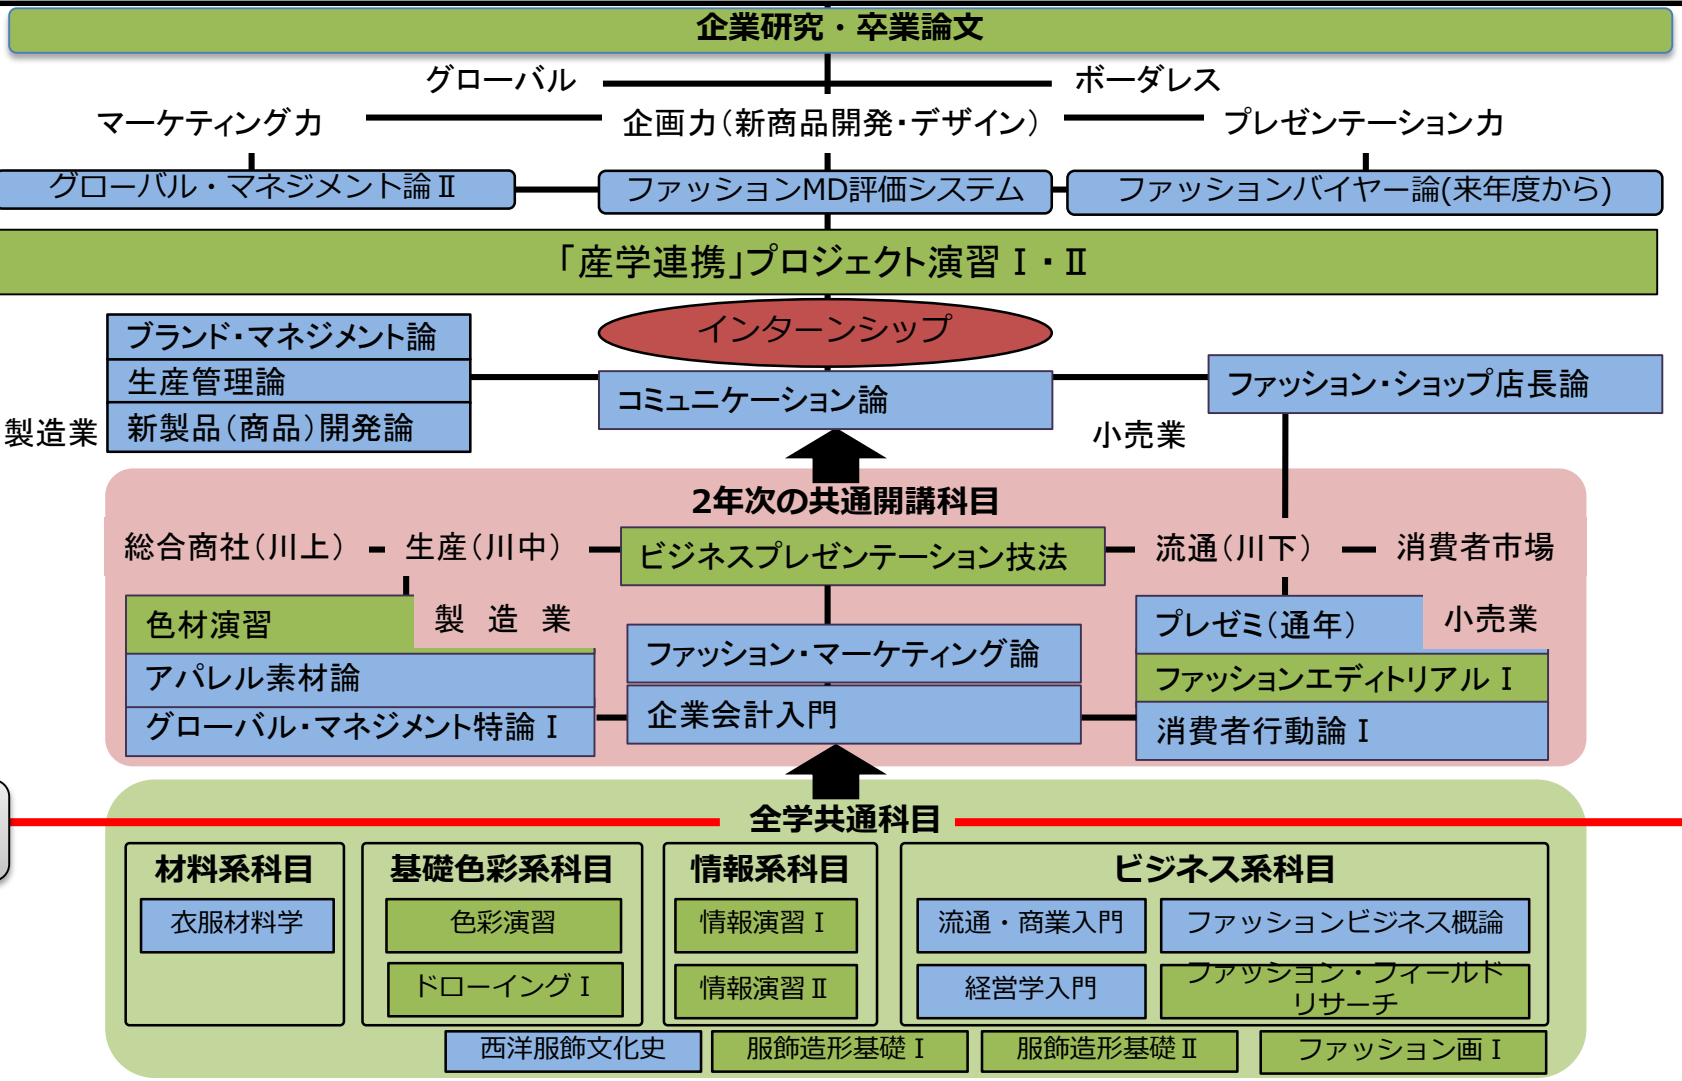 企業研究・卒業論文
グローバル
ボーダレス
マーケティング力
企画力（新商品開発・デザイン）
プレゼンテーション力
グローバル・マネジメント論Ⅱ
ファッションMD評価システム
ファッションバイヤー論(来年度から)
「産学連携」プロジェクト演習Ⅰ・Ⅱ
インターンシップ
ブランド・マネジメント論
生産管理論
新製品（商品）開発論
製造業
コミュニケーション論
ファッション・ショップ店長論
小売業
2年次の共通開講科目
総合商社（川上）
生産（川中）
ビジネスプレゼンテーション技法
流通（川下）
消費者市場
色材演習
製 造 業
アパレル素材論
グローバル・マネジメント特論Ⅰ
ファッション・マーケティング論
企業会計入門
プレゼミ（通年）
小売業
ファッションエディトリアルⅠ
消費者行動論Ⅰ
全学共通科目
材料系科目
衣服材料学
基礎色彩系科目
色彩演習
ドローイングⅠ
情報系科目
情報演習Ⅰ
情報演習Ⅱ
ビジネス系科目
流通・商業入門
ファッションビジネス概論
経営学入門
ファッション・フィールド
リサーチ
西洋服飾文化史
服飾造形基礎Ⅰ
服飾造形基礎Ⅱ
ファッション画Ⅰ